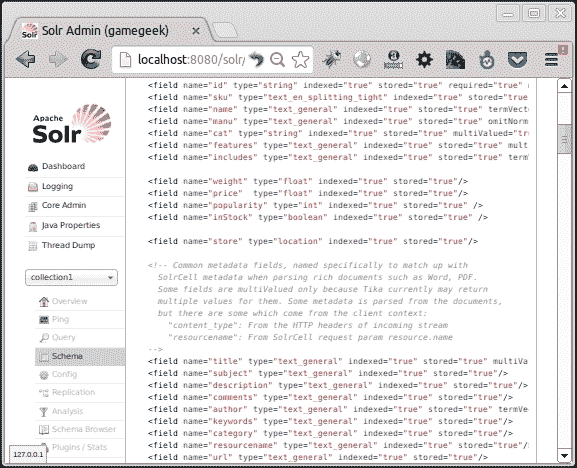 Solr Admin (gamegeek)
localhost:8080/solr/
Apache
Solr
Dashboard
Logging
Core Admin
Java Properties
Thread Dump
collection1
Overview
Ping
Query
Schema
Config
Replication
Analysis
Schema Browser
Plugins / Stats
127.0.0.1
<field name="id" type="string" indexed="true" stored="true" required="true"
<field name="sku" type="text_en_splitting_tight" indexed="true" stored="true"
<field name="name" type="text_general" indexed="true" stored="true" termVect
<field name="manu" type="text_general" indexed="true" stored="true" omitNorm
<field name="cat" type="string" indexed="true" stored="true" multiValued="tr
<field name="features" type="text_general" indexed="true" stored="true" mult
<field name="includes" type="text_general" indexed="true" stored="true" term
<field name="weight" type="float" indexed="true" stored="true"/>
<field name="price"  type="float" indexed="true" stored="true"/>
<field name="popularity" type="int" indexed="true" stored="true" />
<field name="inStock" type="boolean" indexed="true" stored="true" />
<field name="store" type="location" indexed="true" stored="true"/>
<!-- Common metadata fields, named specifically to match up with
SolrCell metadata when parsing rich documents such as Word, PDF.
Some fields are multiValued only because Tika currently may return
multiple values for them. Some metadata is parsed from the documents,
but there are some which come from the client context:
"content_type": From the HTTP headers of incoming stream
"resourcename": From SolrCell request param resource.name
-->
<field name="title" type="text_general" indexed="true" stored="true" multiVa
<field name="subject" type="text_general" indexed="true" stored="true"/>
<field name="description" type="text_general" indexed="true" stored="true"/>
<field name="comments" type="text_general" indexed="true" stored="true"/>
<field name="author" type="text_general" indexed="true" stored="true" termVe
<field name="keywords" type="text_general" indexed="true" stored="true"/>
<field name="category" type="text_general" indexed="true" stored="true"/>
<field name="resourcename" type="text_general" indexed="true" stored="true"/
<field name="url" type="text_general" indexed="true" stored="true"/>